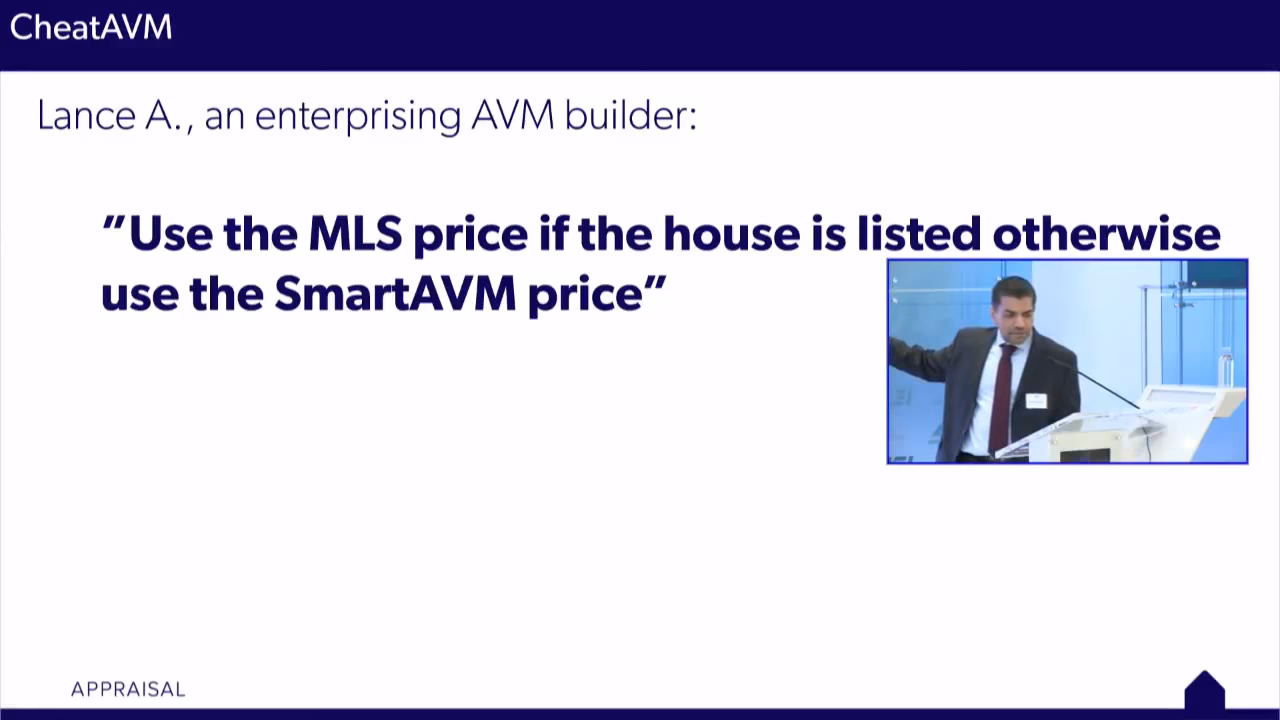 CheatAVM
Lance A., an enterprising AVM builder:
”Use the MLS price if the house is listed otherwise
use the SmartAVM price”
APPRAISAL